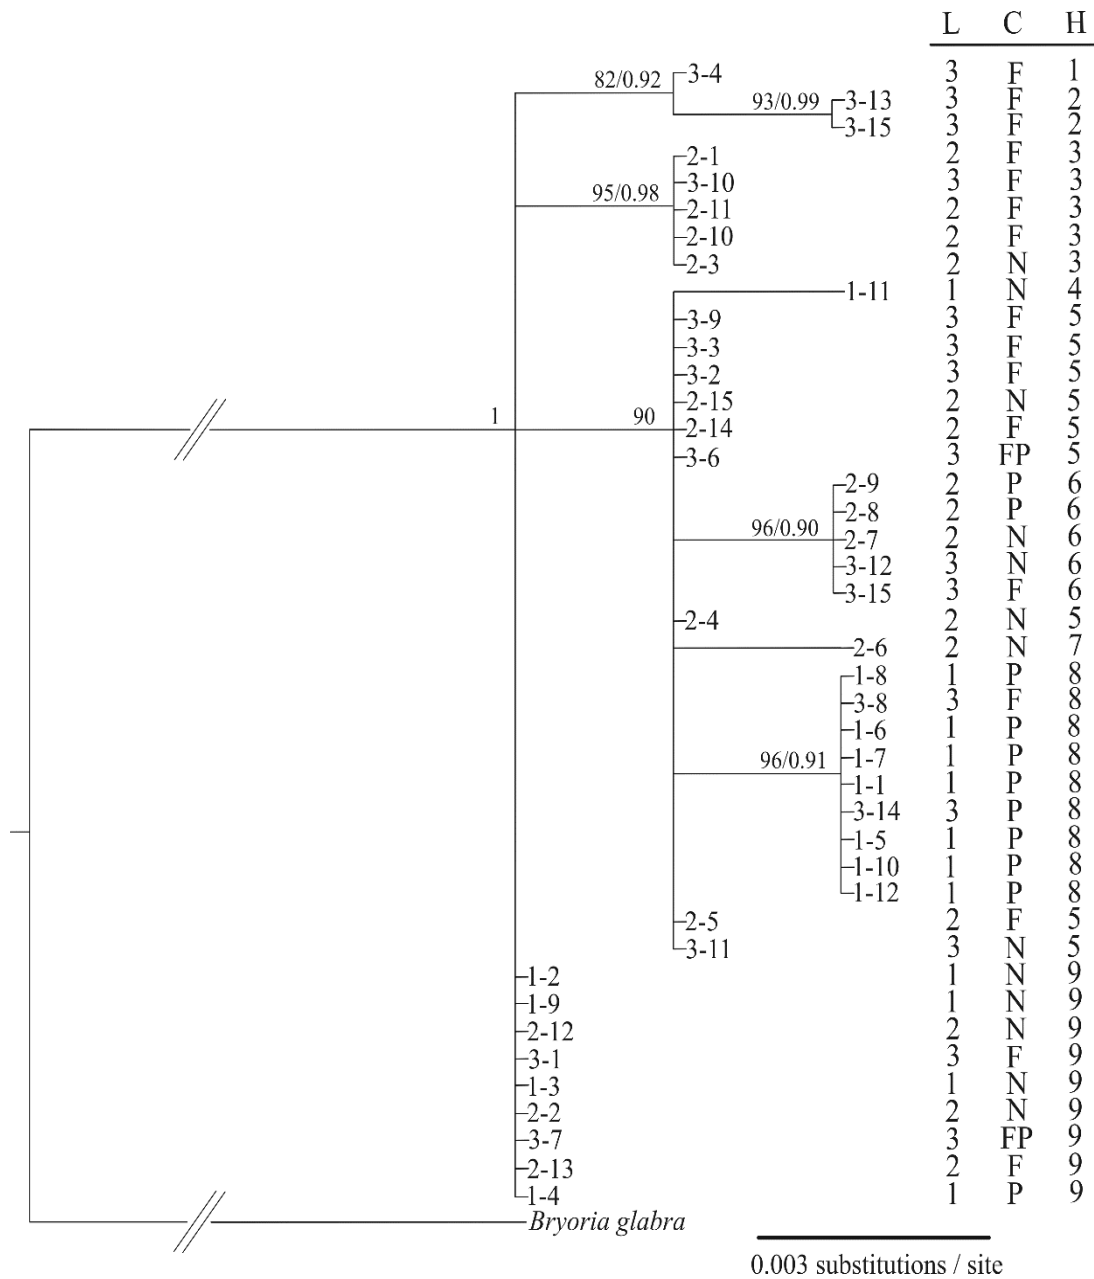 L C H
82/0.92 3-4 3 F 1
93/0.99 3-13 3 F 2
3-15 3 F 2
2-1 2 F 3
95/0.98 3-10 3 F 3
2-11 2 F 3
2-10 2 F 3
2-3 2 N 3
1-11 1 N 4
3-9 3 F 5
3-3 3 F 5
3-2 3 F 5
2-15 2 N 5
1 90 2-14 2 F 5
3-6 3 FP 5
2-9 2 P 6
2-8 2 P 6
96/0.90 2-7 2 N 6
3-12 3 N 6
3-15 3 F 6
2-4 2 N 5
2-6 2 N 7
1-8 1 P 8
3-8 3 F 8
1-6 1 P 8
96/0.91 1-7 1 P 8
1-1 1 P 8
3-14 3 P 8
1-5 1 P 8
1-10 1 P 8
1-12 1 P 8
2-5 2 F 5
3-11 3 N 5
1-2 1 N 9
1-9 1 N 9
2-12 2 N 9
3-1 3 F 9
1-3 1 N 9
2-2 2 N 9
3-7 3 FP 9
2-13 2 F 9
1-4 1 P 9
Bryoria glabra
0.003 substitutions / site